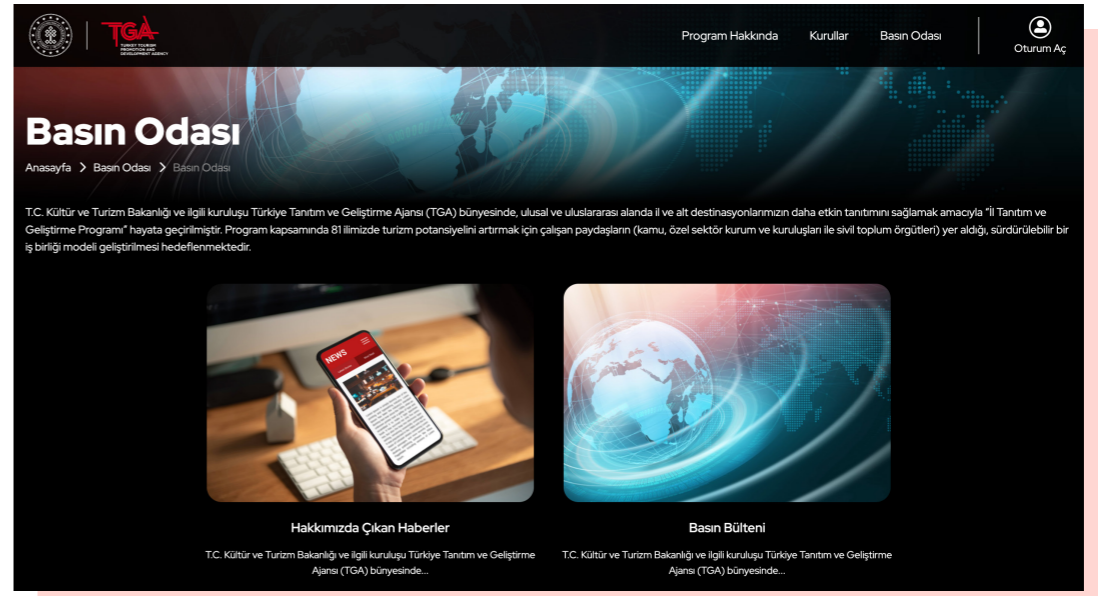 TGA
TURKEY TOURISM
PROMOTION AND
DEVELOPMENT AGENCY
Program Hakkında
Kurullar
Basın Odası
Oturum Aç
Basın Odası
Anasayfa > Basın Odası > Basın Odası
T.C. Kültür ve Turizm Bakanlığı ve ilgili kuruluşu Türkiye Tanıtım ve Geliştirme Ajansı (TGA) bünyesinde, ulusal ve uluslararası alanda il ve alt destinasyonlarımızın daha etkin tanıtımını sağlamak amacıyla "İl Tanıtım ve
Geliştirme Programı" hayata geçirilmiştir. Program kapsamında 81 ilimizde turizm potansiyelini artırmak için çalışan paydaşların (kamu, özel sektör kurum ve kuruluşları ile sivil toplum örgütleri) yer aldığı, sürdürülebilir bir
iş birliği modeli geliştirilmesi hedeflenmektedir.
NEWS
Hakkımızda Çıkan Haberler
T.C. Kültür ve Turizm Bakanlığı ve ilgili kuruluşu Türkiye Tanıtım ve Geliştirme
Ajansı (TGA) bünyesinde...
Basın Bülteni
T.C. Kültür ve Turizm Bakanlığı ve ilgili kuruluşu Türkiye Tanıtım ve Geliştirme
Ajansı (TGA) bünyesinde...